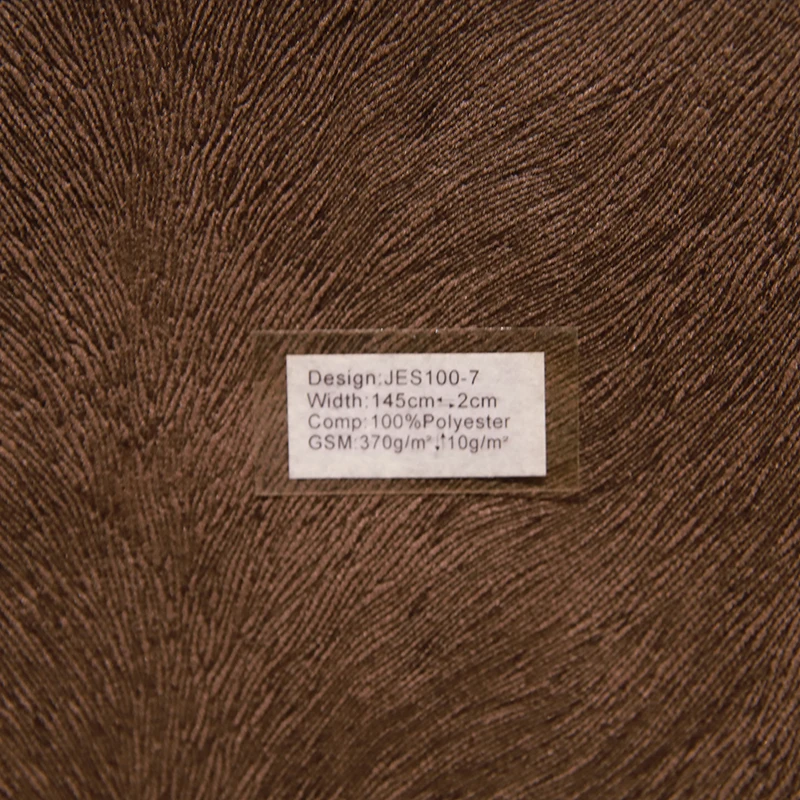 Design:JES100-7
Width:145cm+-2cm
Comp:100%Polyester
GSM:370g/m²+-10g/m²